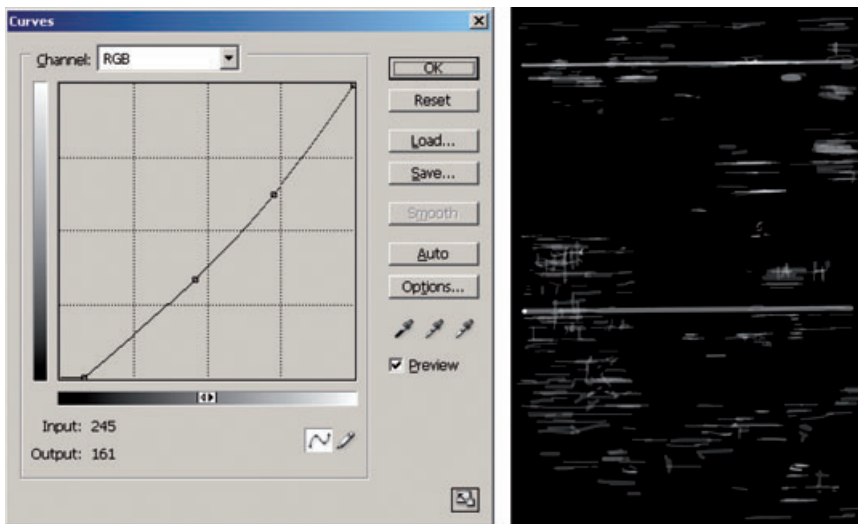 Curves
Channel: RGB
OK
Reset
Load...
Save...
Smooth
Auto
Options...
Preview
Input: 245
Output: 161